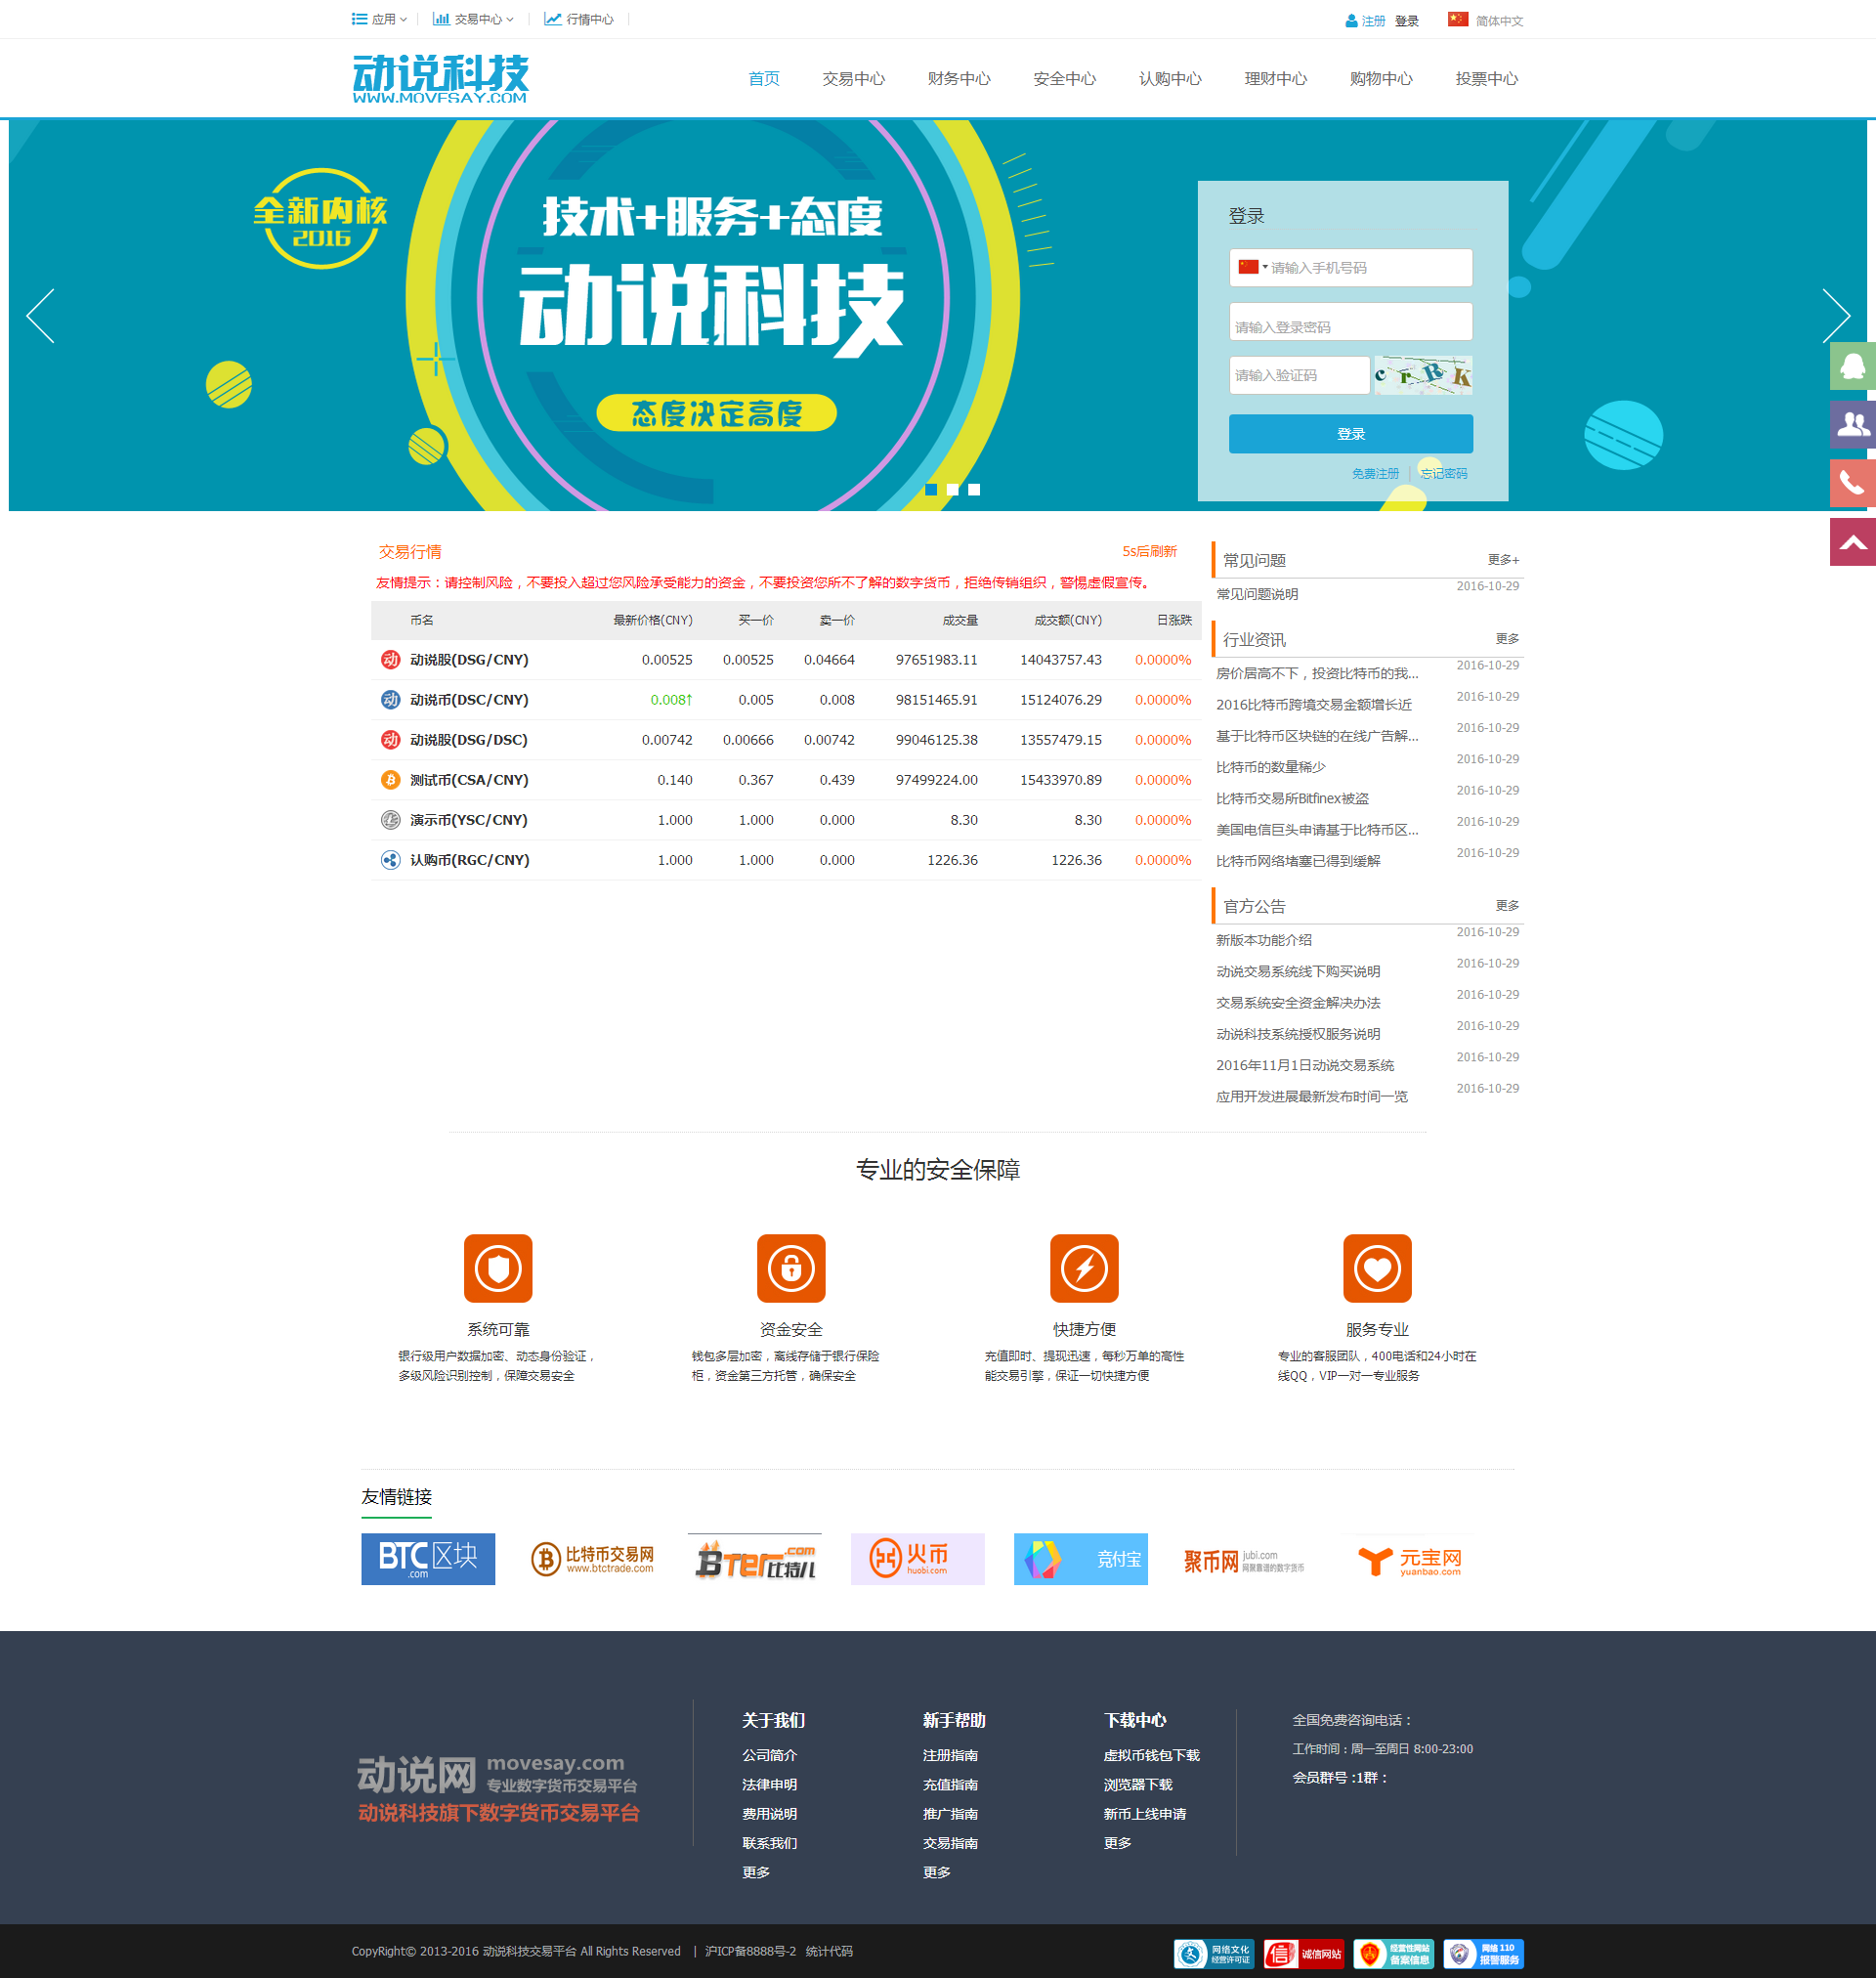 应用
交易中心
行情中心
注册 登录
简体中文
动说科技
WWW.MOVESAY.COM
首页 交易中心 财务中心 安全中心 认购中心 理财中心 购物中心 投票中心
全新内核
2016
技术+服务+态度
动说科技
态度决定高度
登录
请输入手机号码
请输入登录密码
请输入验证码
crRK
登录
免费注册 | 忘记密码
交易行情 5s后刷新
友情提示：请控制风险，不要投入超过您风险承受能力的资金，不要投资您所不了解的数字货币，拒绝传销组织，警惕虚假宣传。
币名 最新价格(CNY) 买一价 卖一价 成交量 成交额(CNY) 日涨跌
动 动说股(DSG/CNY) 0.00525 0.00525 0.04664 97651983.11 14043757.43 0.0000%
动 动说币(DSC/CNY) 0.008↑ 0.005 0.008 98151465.91 15124076.29 0.0000%
动 动说股(DSG/DSC) 0.00742 0.00666 0.00742 99046125.38 13557479.15 0.0000%
测试币(CSA/CNY) 0.140 0.367 0.439 97499224.00 15433970.89 0.0000%
演示币(YSC/CNY) 1.000 1.000 0.000 8.30 8.30 0.0000%
认购币(RGC/CNY) 1.000 1.000 0.000 1226.36 1226.36 0.0000%
常见问题 更多+
常见问题说明 2016-10-29
行业资讯 更多
房价居高不下，投资比特币的我... 2016-10-29
2016比特币跨境交易金额增长近 2016-10-29
基于比特币区块链的在线广告解... 2016-10-29
比特币的数量稀少 2016-10-29
比特币交易所Bitfinex被盗 2016-10-29
美国电信巨头申请基于比特币区... 2016-10-29
比特币网络堵塞已得到缓解 2016-10-29
官方公告 更多
新版本功能介绍 2016-10-29
动说交易系统线下购买说明 2016-10-29
交易系统安全资金解决办法 2016-10-29
动说科技系统授权服务说明 2016-10-29
2016年11月1日动说交易系统 2016-10-29
应用开发进展最新发布时间一览 2016-10-29
专业的安全保障
系统可靠
银行级用户数据加密、动态身份验证，
多级风险识别控制，保障交易安全
资金安全
钱包多层加密，离线存储于银行保险
柜，资金第三方托管，确保安全
快捷方便
充值即时、提现迅速，每秒万单的高性
能交易引擎，保证一切快捷方便
服务专业
专业的客服团队，400电话和24小时在
线QQ，VIP一对一专业服务
友情链接
BTC区块
.com
比特币交易网
www.btctrade.com
BTer.com
比特儿
火币
huobi.com
竞付宝
聚币网
jubi.com
网聚靠谱的数字货币
元宝网
yuanbao.com
动说网
movesay.com
专业数字货币交易平台
动说科技旗下数字货币交易平台
关于我们
公司简介
法律申明
费用说明
联系我们
更多
新手帮助
注册指南
充值指南
推广指南
交易指南
更多
下载中心
虚拟币钱包下载
浏览器下载
新币上线申请
更多
全国免费咨询电话：
工作时间：周一至周日 8:00-23:00
会员群号 :1群：
CopyRight© 2013-2016 动说科技交易平台 All Rights Reserved | 沪ICP备8888号-2 统计代码
网络文化
经营许可证
信 诚信网站
经营性网站
备案信息
网络 110
报警服务